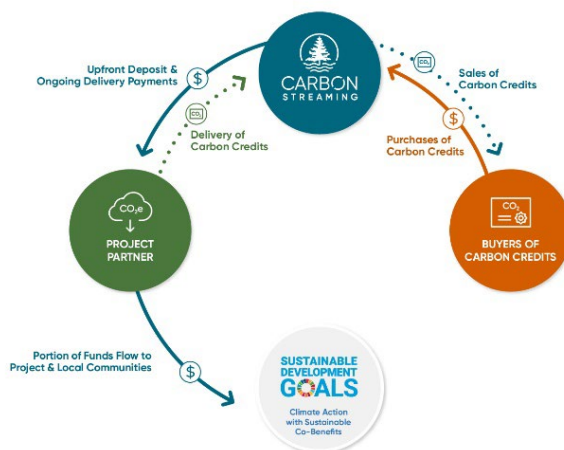 CARBON
STREAMING
Upfront Deposit &
Ongoing Delivery Payments
$
CO₂
Delivery of
Carbon Credits
CO₂
Sales of
Carbon Credits
$
Purchases of
Carbon Credits
CO₂e
PROJECT
PARTNER
CO₂
BUYERS OF
CARBON CREDITS
Portion of Funds Flow to
Project & Local Communities
$
SUSTAINABLE
DEVELOPMENT
GOALS
Climate Action
with Sustainable
Co-Benefits